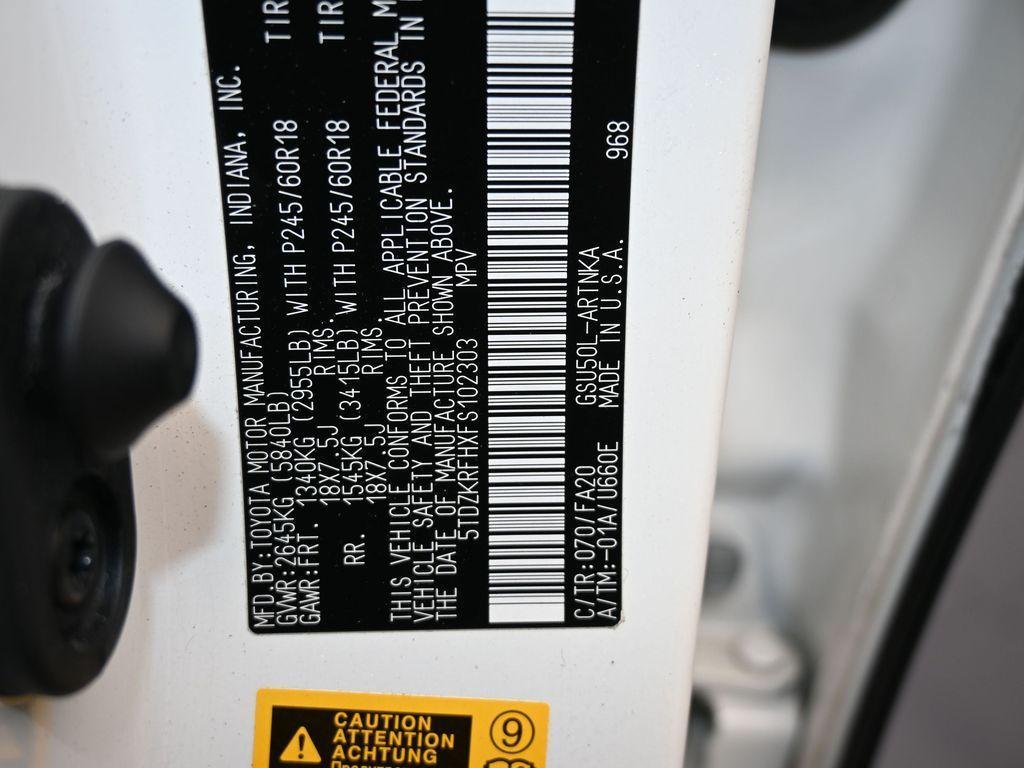 MFD.BY:TOYOTA MOTOR MANUFACTURING, INDIANA, INC.
GVWR:2645KG (5840LB)
GAWR:FRT. 1340KG (2955LB) WITH P245/60R18 TIR
18X7.5J RIMS.
RR. 1545KG (3415LB) WITH P245/60R18 TIR
18X7.5J RIMS.
THIS VEHICLE CONFORMS TO ALL APPLICABLE FEDERAL M
VEHICLE SAFETY AND THEFT PREVENTION STANDARDS IN
THE DATE OF MANUFACTURE SHOWN ABOVE.
5TDZKRFHXFS102303 MPV
C/TR:070/FA20 GSU50L-ARTNKA 968
A/TM:-01A/U660E MADE IN U.S.A.
CAUTION
ATTENTION
ACHTUNG
9